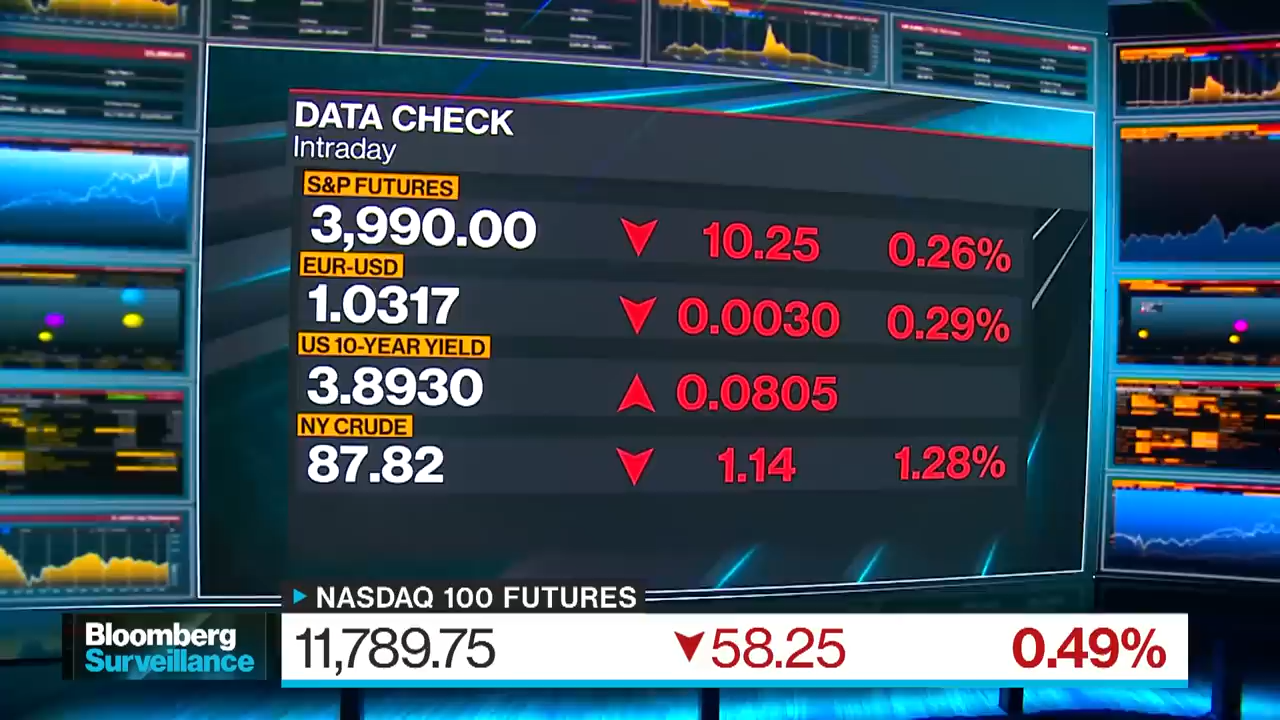 DATA CHECK
Intraday
S&P FUTURES
3,990.00 10.25 0.26%
EUR-USD
1.0317 0.0030 0.29%
US 10-YEAR YIELD
3.8930 0.0805
NY CRUDE
87.82 1.14 1.28%
NASDAQ 100 FUTURES
Bloomberg
Surveillance
11,789.75 58.25 0.49%